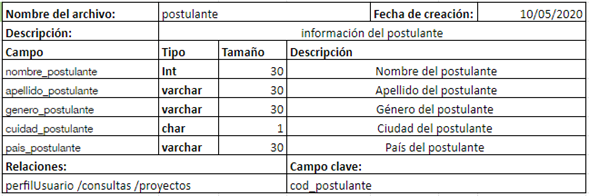 Nombre del archivo: postulante Fecha de creación: 10/05/2020
Descripción: información del postulante
Campo Tipo Tamaño Descripción
nombre_postulante Int 30 Nombre del postulante
apellido_postulante varchar 30 Apellido del postulante
genero_postulante varchar 30 Género del postulante
cuidad_postulante char 1 Ciudad del postulante
pais_postulante varchar 30 País del postulante
Relaciones: Campo clave:
perfilUsuario /consultas /proyectos cod_postulante